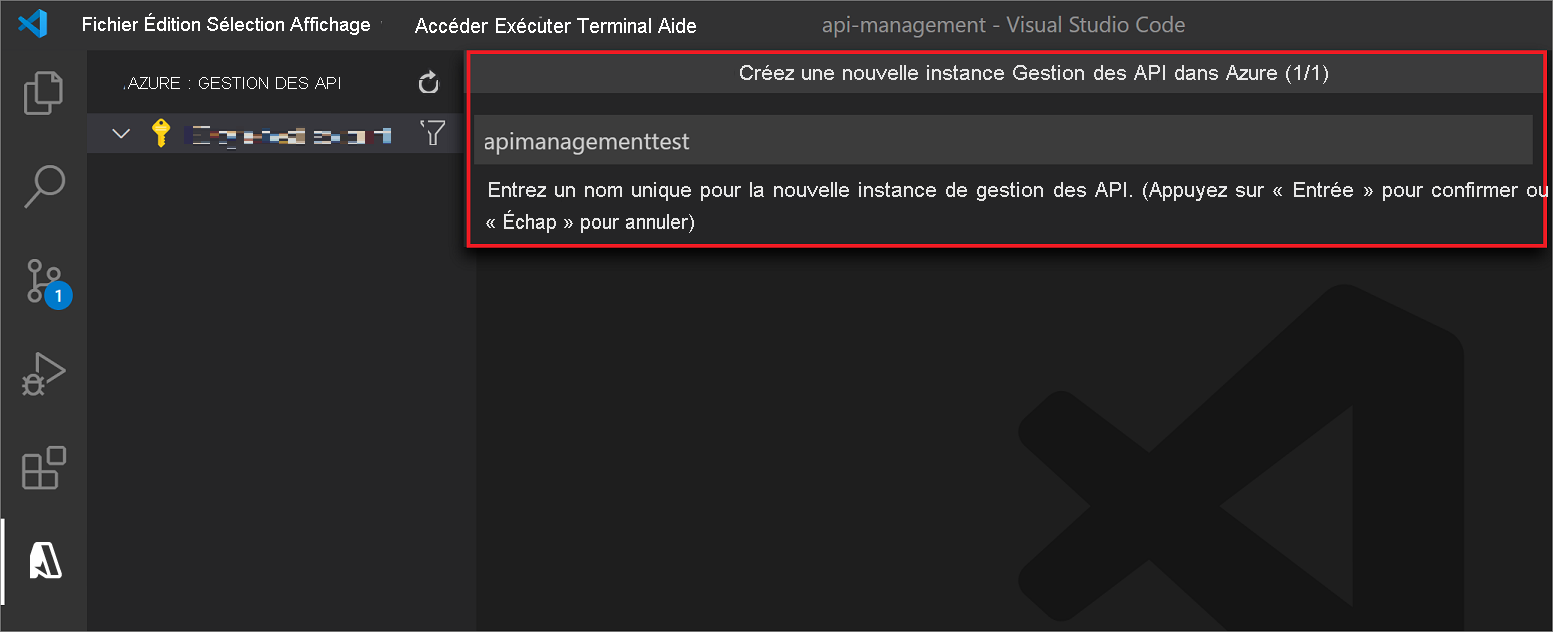 Fichier Édition Sélection Affichage Accéder Exécuter Terminal Aide api-management - Visual Studio Code
AZURE : GESTION DES API
Créez une nouvelle instance Gestion des API dans Azure (1/1)
apimanagementtest
Entrez un nom unique pour la nouvelle instance de gestion des API. (Appuyez sur « Entrée » pour confirmer ou
« Échap » pour annuler)
1